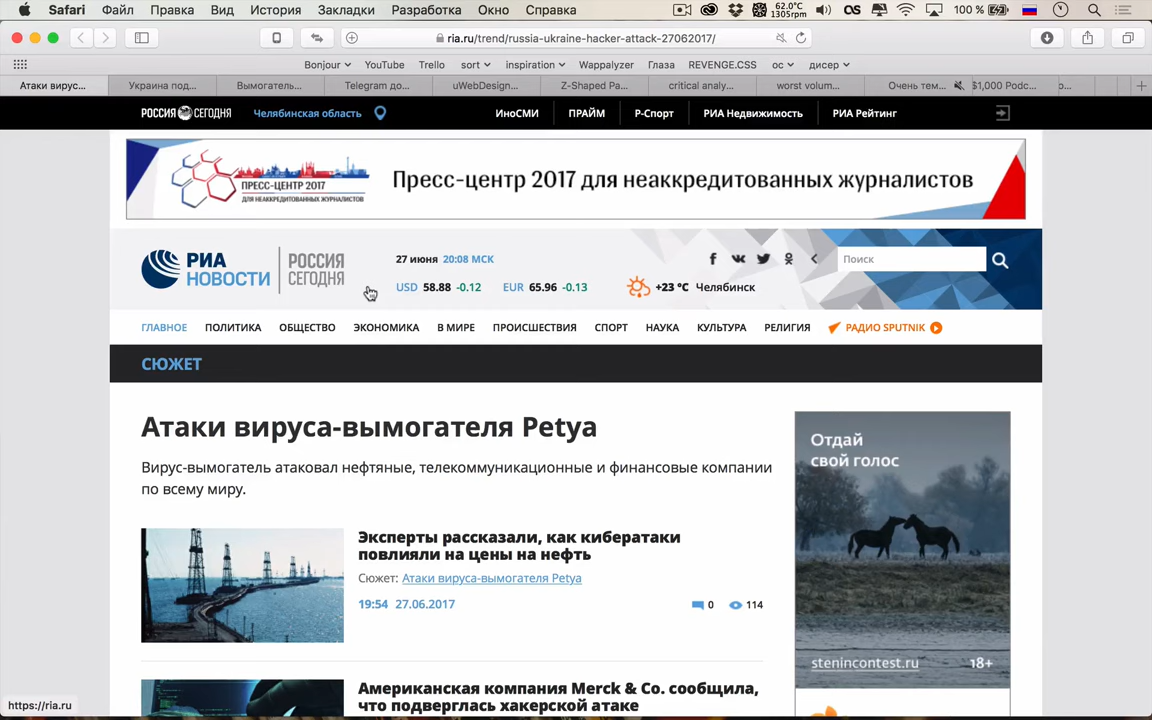 Safari Файл Правка Вид История Закладки Разработка Окно Справка
62.0°C
1305rpm
100 %
ria.ru/trend/russia-ukraine-hacker-attack-27062017/
Bonjour YouTube Trello sort inspiration Wappalyzer Глаза REVENGE.CSS ос дисер
Атаки вирус... Украина под... Вымогатель... Telegram до... uWebDesign... Z-Shaped Pa... critical analy... worst volum... Очень тем... $1,000 Podc...
РОССИЯ СЕГОДНЯ Челябинская область ИноСМИ ПРАЙМ Р-Спорт РИА Недвижимость РИА Рейтинг
ПРЕСС-ЦЕНТР 2017
ДЛЯ НЕАККРЕДИТОВАННЫХ ЖУРНАЛИСТОВ
Пресс-центр 2017 для неаккредитованных журналистов
РИА НОВОСТИ
РОССИЯ СЕГОДНЯ
27 июня 20:08 МСК
USD 58.88 -0.12 EUR 65.96 -0.13
+23 °C Челябинск
Поиск
ГЛАВНОЕ ПОЛИТИКА ОБЩЕСТВО ЭКОНОМИКА В МИРЕ ПРОИСШЕСТВИЯ СПОРТ НАУКА КУЛЬТУРА РЕЛИГИЯ РАДИО SPUTNIK
СЮЖЕТ
Атаки вируса-вымогателя Petya
Вирус-вымогатель атаковал нефтяные, телекоммуникационные и финансовые компании
по всему миру.
Эксперты рассказали, как кибератаки
повлияли на цены на нефть
Сюжет: Атаки вируса-вымогателя Petya
19:54 27.06.2017 0 114
Американская компания Merck & Co. сообщила,
что подверглась хакерской атаке
Отдай
свой голос
stenincontest.ru 18+
https://ria.ru